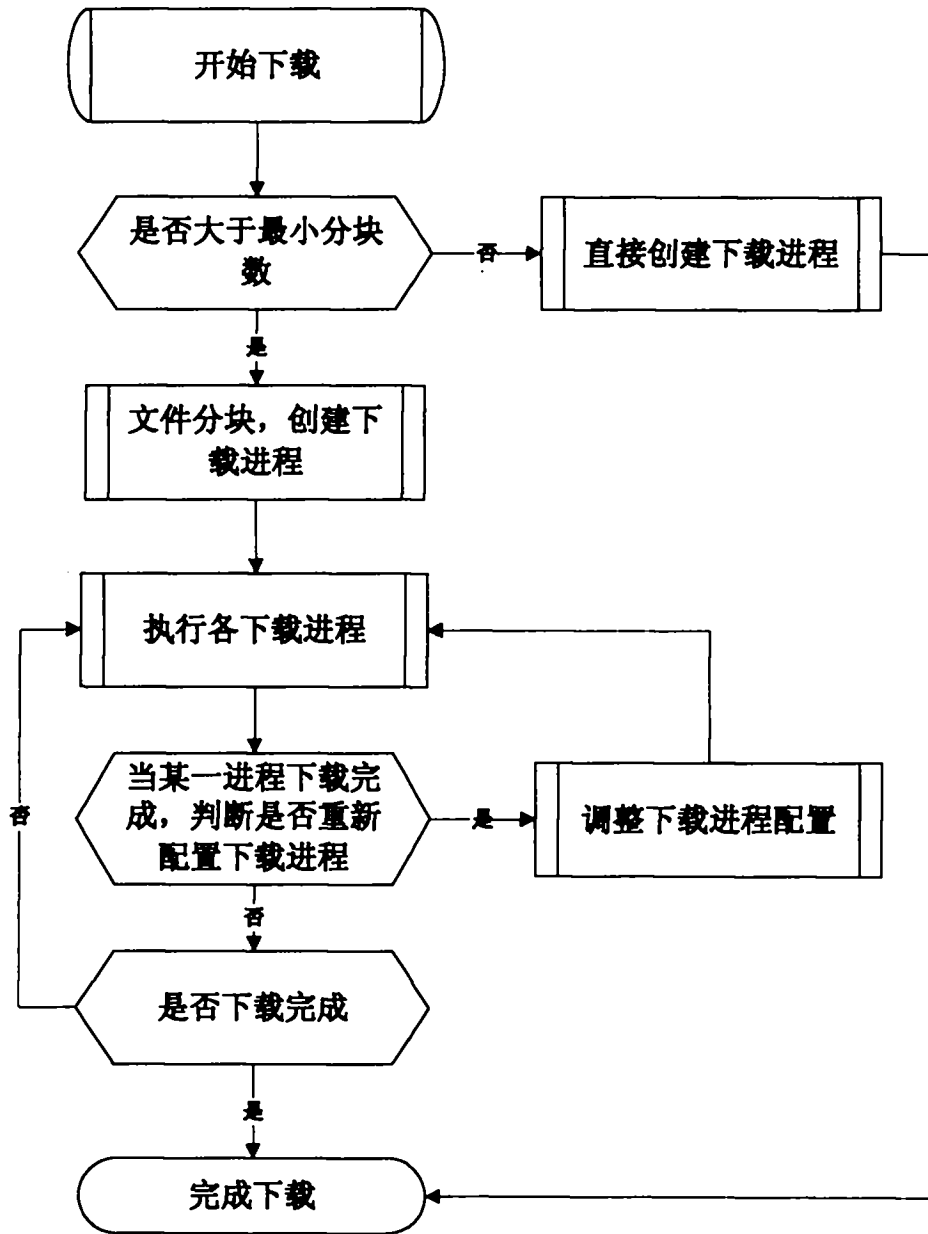 开始下载
是否大于最小分块
数
否
直接创建下载进程
是
文件分块，创建下
载进程
执行各下载进程
当某一进程下载完
成，判断是否重新
配置下载进程
是
调整下载进程配置
否
否
是否下载完成
是
完成下载